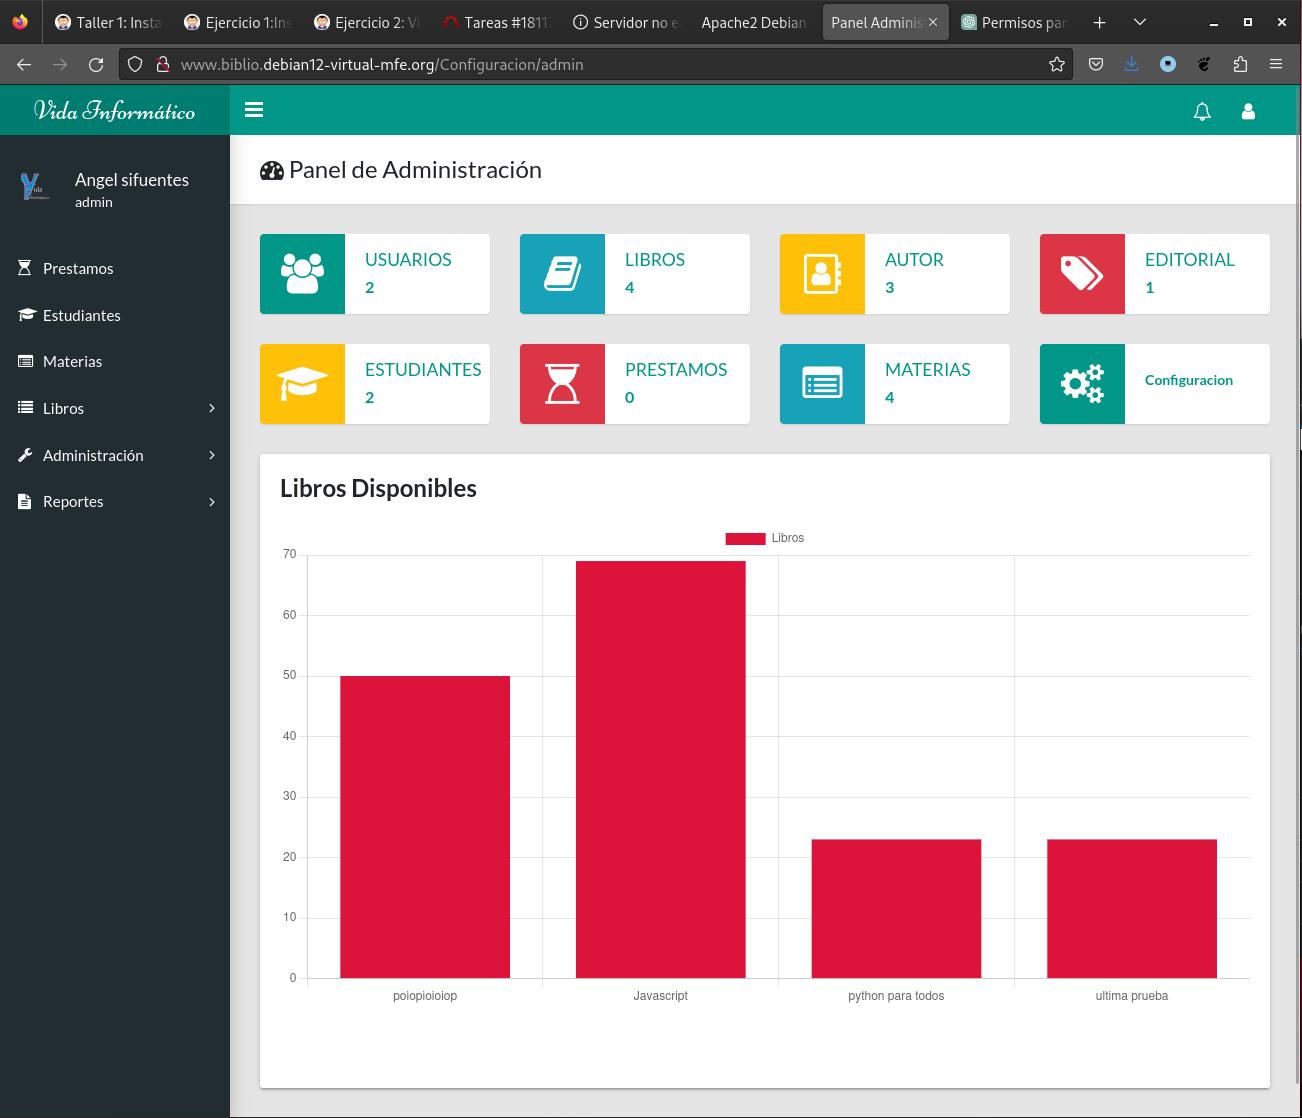 Taller 1: Insta
Ejercicio 1:Ins
Ejercicio 2: Vi
Tareas #1811
Servidor no e
Apache2 Debian
Panel Adminis
Permisos par
www.biblio.debian12-virtual-mfe.org/Configuracion/admin
Vida Informático
Angel sifuentes
admin
Prestamos
Estudiantes
Materias
Libros
Administración
Reportes
Panel de Administración
USUARIOS
2
LIBROS
4
AUTOR
3
EDITORIAL
1
ESTUDIANTES
2
PRESTAMOS
0
MATERIAS
4
Configuracion
Libros Disponibles
Libros
70
60
50
40
30
20
10
0
poiopioioiop
Javascript
python para todos
ultima prueba